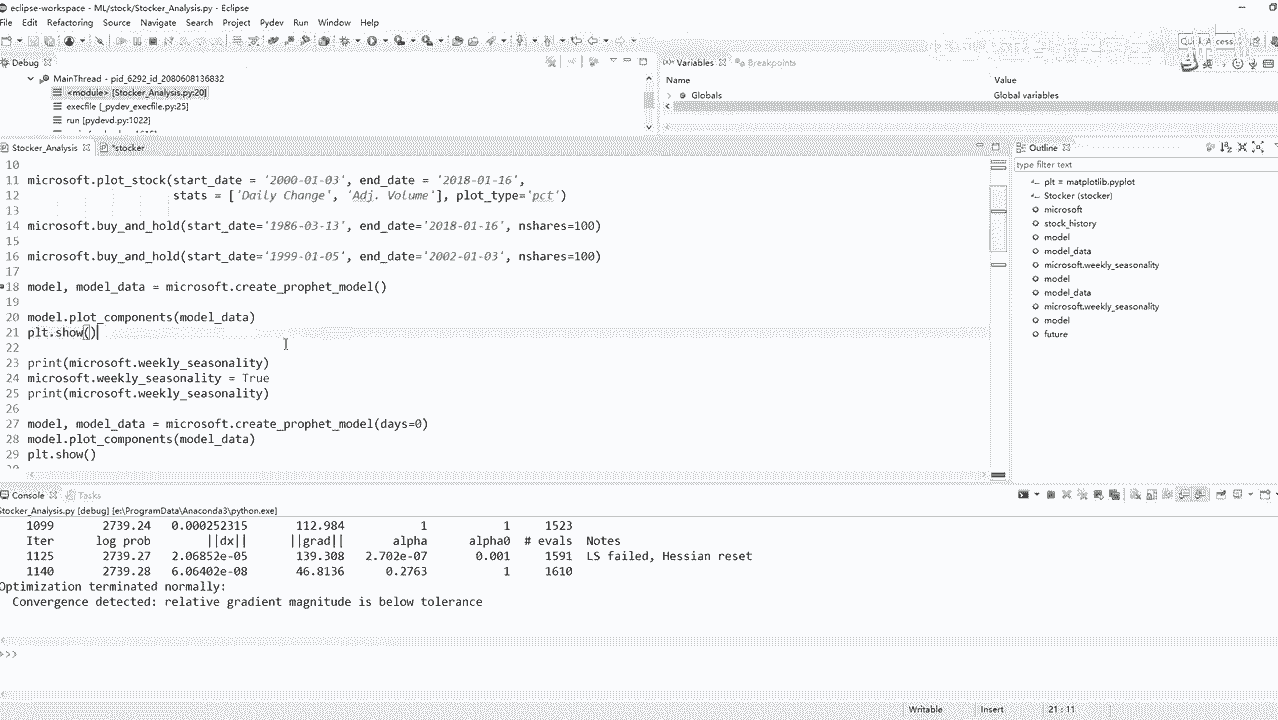 eclipse-workspace - ML/stock/Stocker_Analysis.py - Eclipse
File Edit Refactoring Source Navigate Search Project Pydev Run Window Help
Debug
MainThread - pid_6292_id_2080608136832
<module> [Stocker_Analysis.py:20]
execfile [_pydev_execfile.py:25]
run [pydevd.py:1022]
Variables Breakpoints
Name Value
Globals Global variables
Stocker_Analysis *stocker
10
11 microsoft.plot_stock(start_date = '2000-01-03', end_date = '2018-01-16',
12 stats = ['Daily Change', 'Adj. Volume'], plot_type='pct')
13
14 microsoft.buy_and_hold(start_date='1986-03-13', end_date='2018-01-16', nshares=100)
15
16 microsoft.buy_and_hold(start_date='1999-01-05', end_date='2002-01-03', nshares=100)
17
18 model, model_data = microsoft.create_prophet_model()
19
20 model.plot_components(model_data)
21 plt.show()
22
23 print(microsoft.weekly_seasonality)
24 microsoft.weekly_seasonality = True
25 print(microsoft.weekly_seasonality)
26
27 model, model_data = microsoft.create_prophet_model(days=0)
28 model.plot_components(model_data)
29 plt.show()
Outline
type filter text
plt = matplotlib.pyplot
Stocker (stocker)
microsoft
stock_history
model
model_data
microsoft.weekly_seasonality
model
model_data
microsoft.weekly_seasonality
model
future
Console Tasks
Stocker_Analysis.py [debug] [e:\ProgramData\Anaconda3\python.exe]
1099 2739.24 0.000252315 112.984 1 1 1523
Iter log prob ||dx|| ||grad|| alpha alpha0 # evals Notes
1125 2739.27 2.06852e-05 139.308 2.702e-07 0.001 1591 LS failed, Hessian reset
1140 2739.28 6.06402e-08 46.8136 0.2763 1 1610
Optimization terminated normally:
Convergence detected: relative gradient magnitude is below tolerance
>>>
Writable Insert 21 : 11